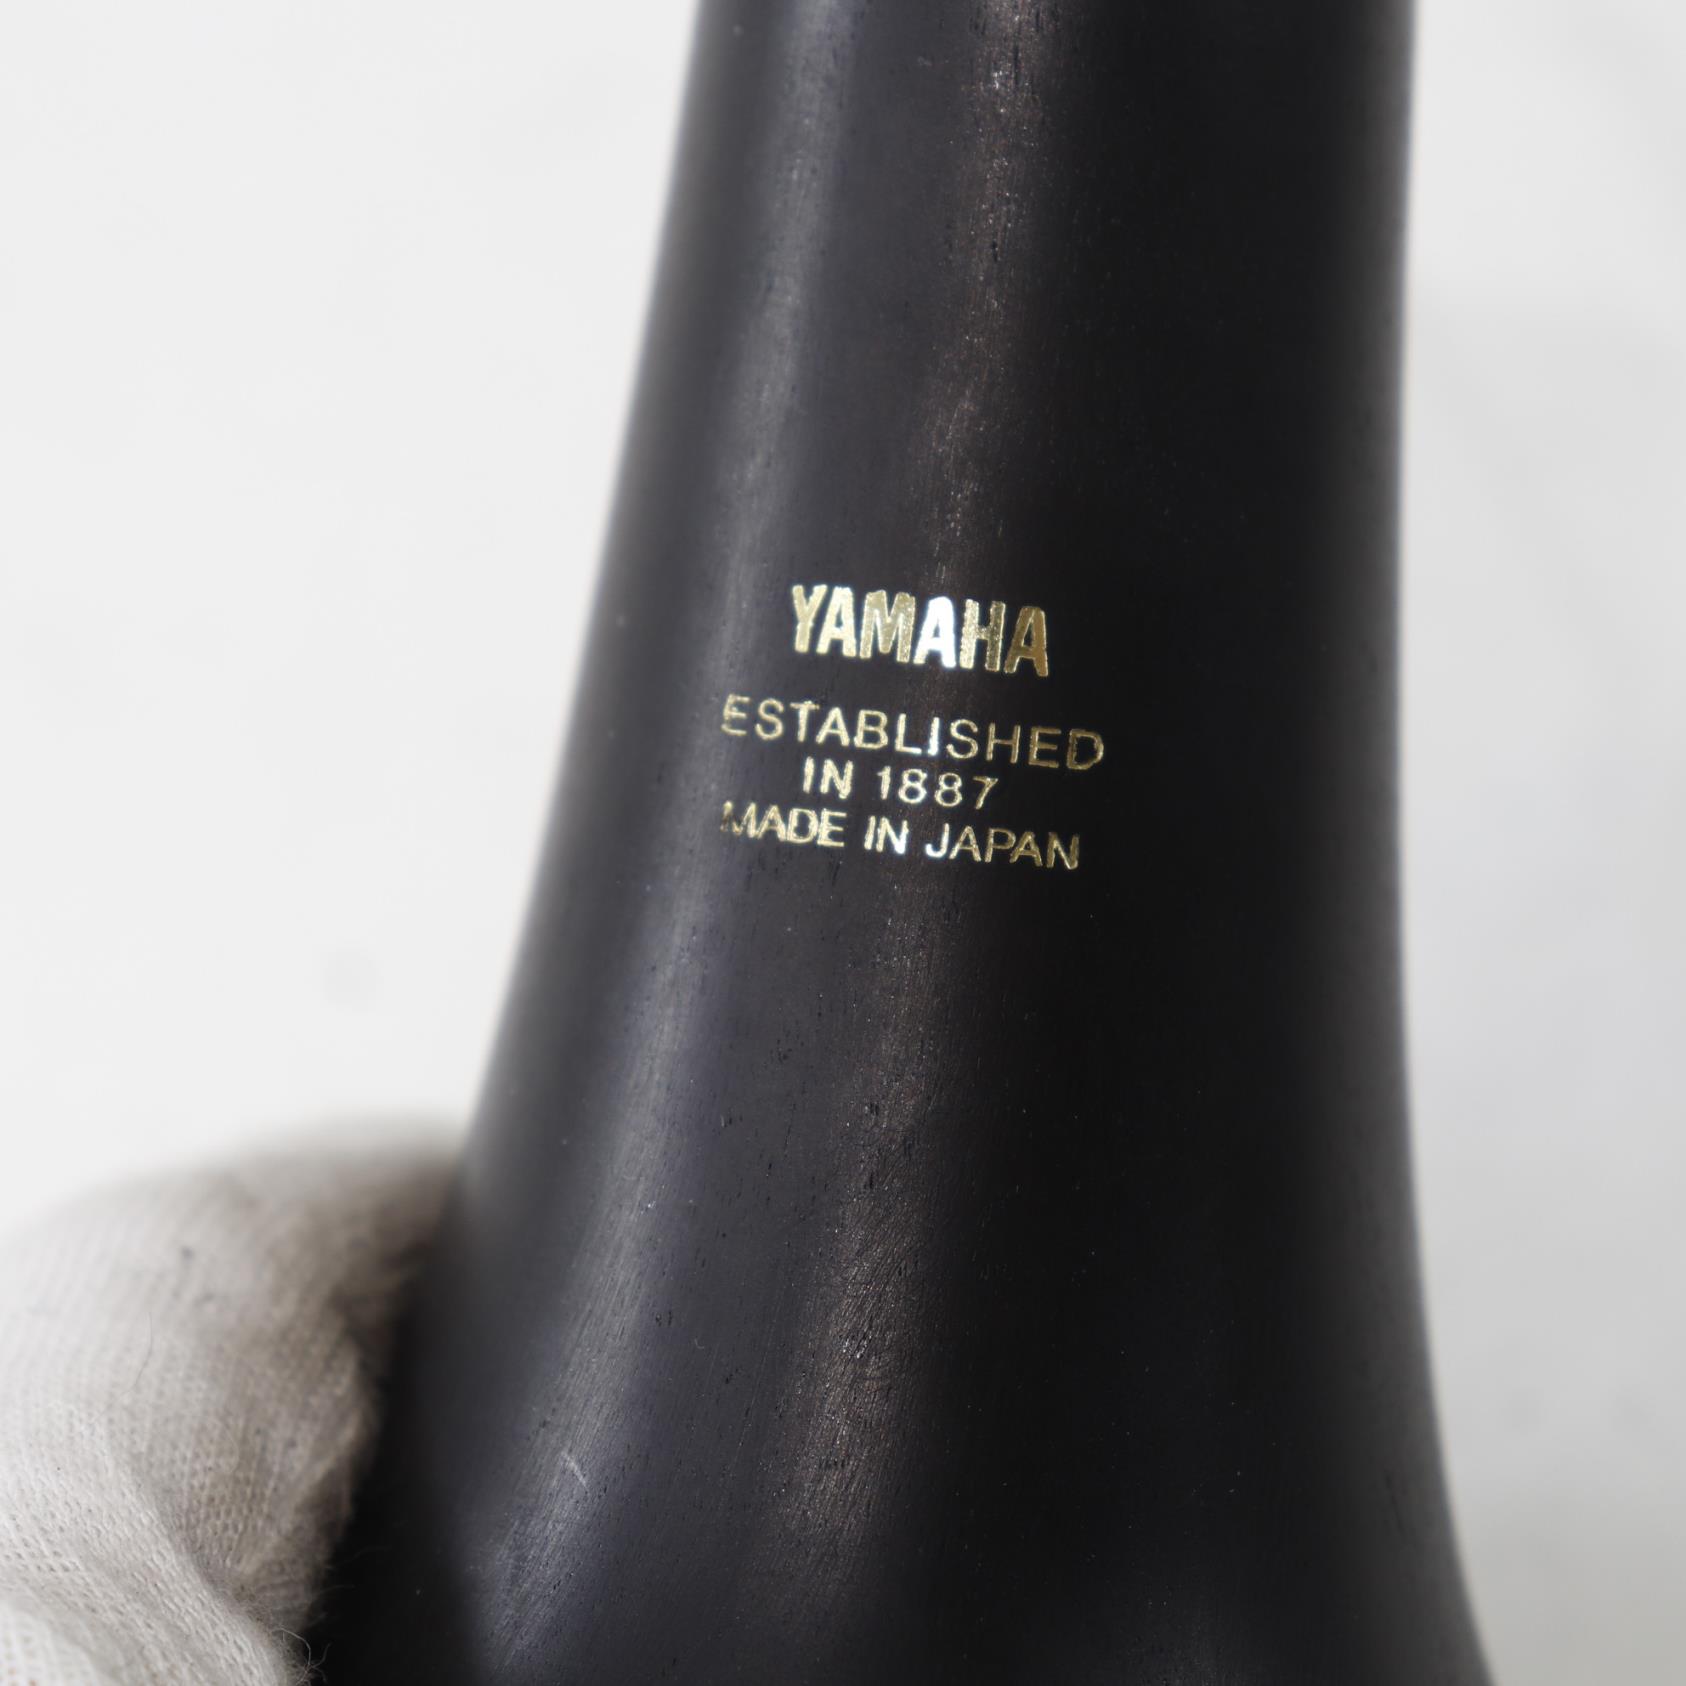 YAMAHA
ESTABLISHED
IN 1887
MADE IN JAPAN